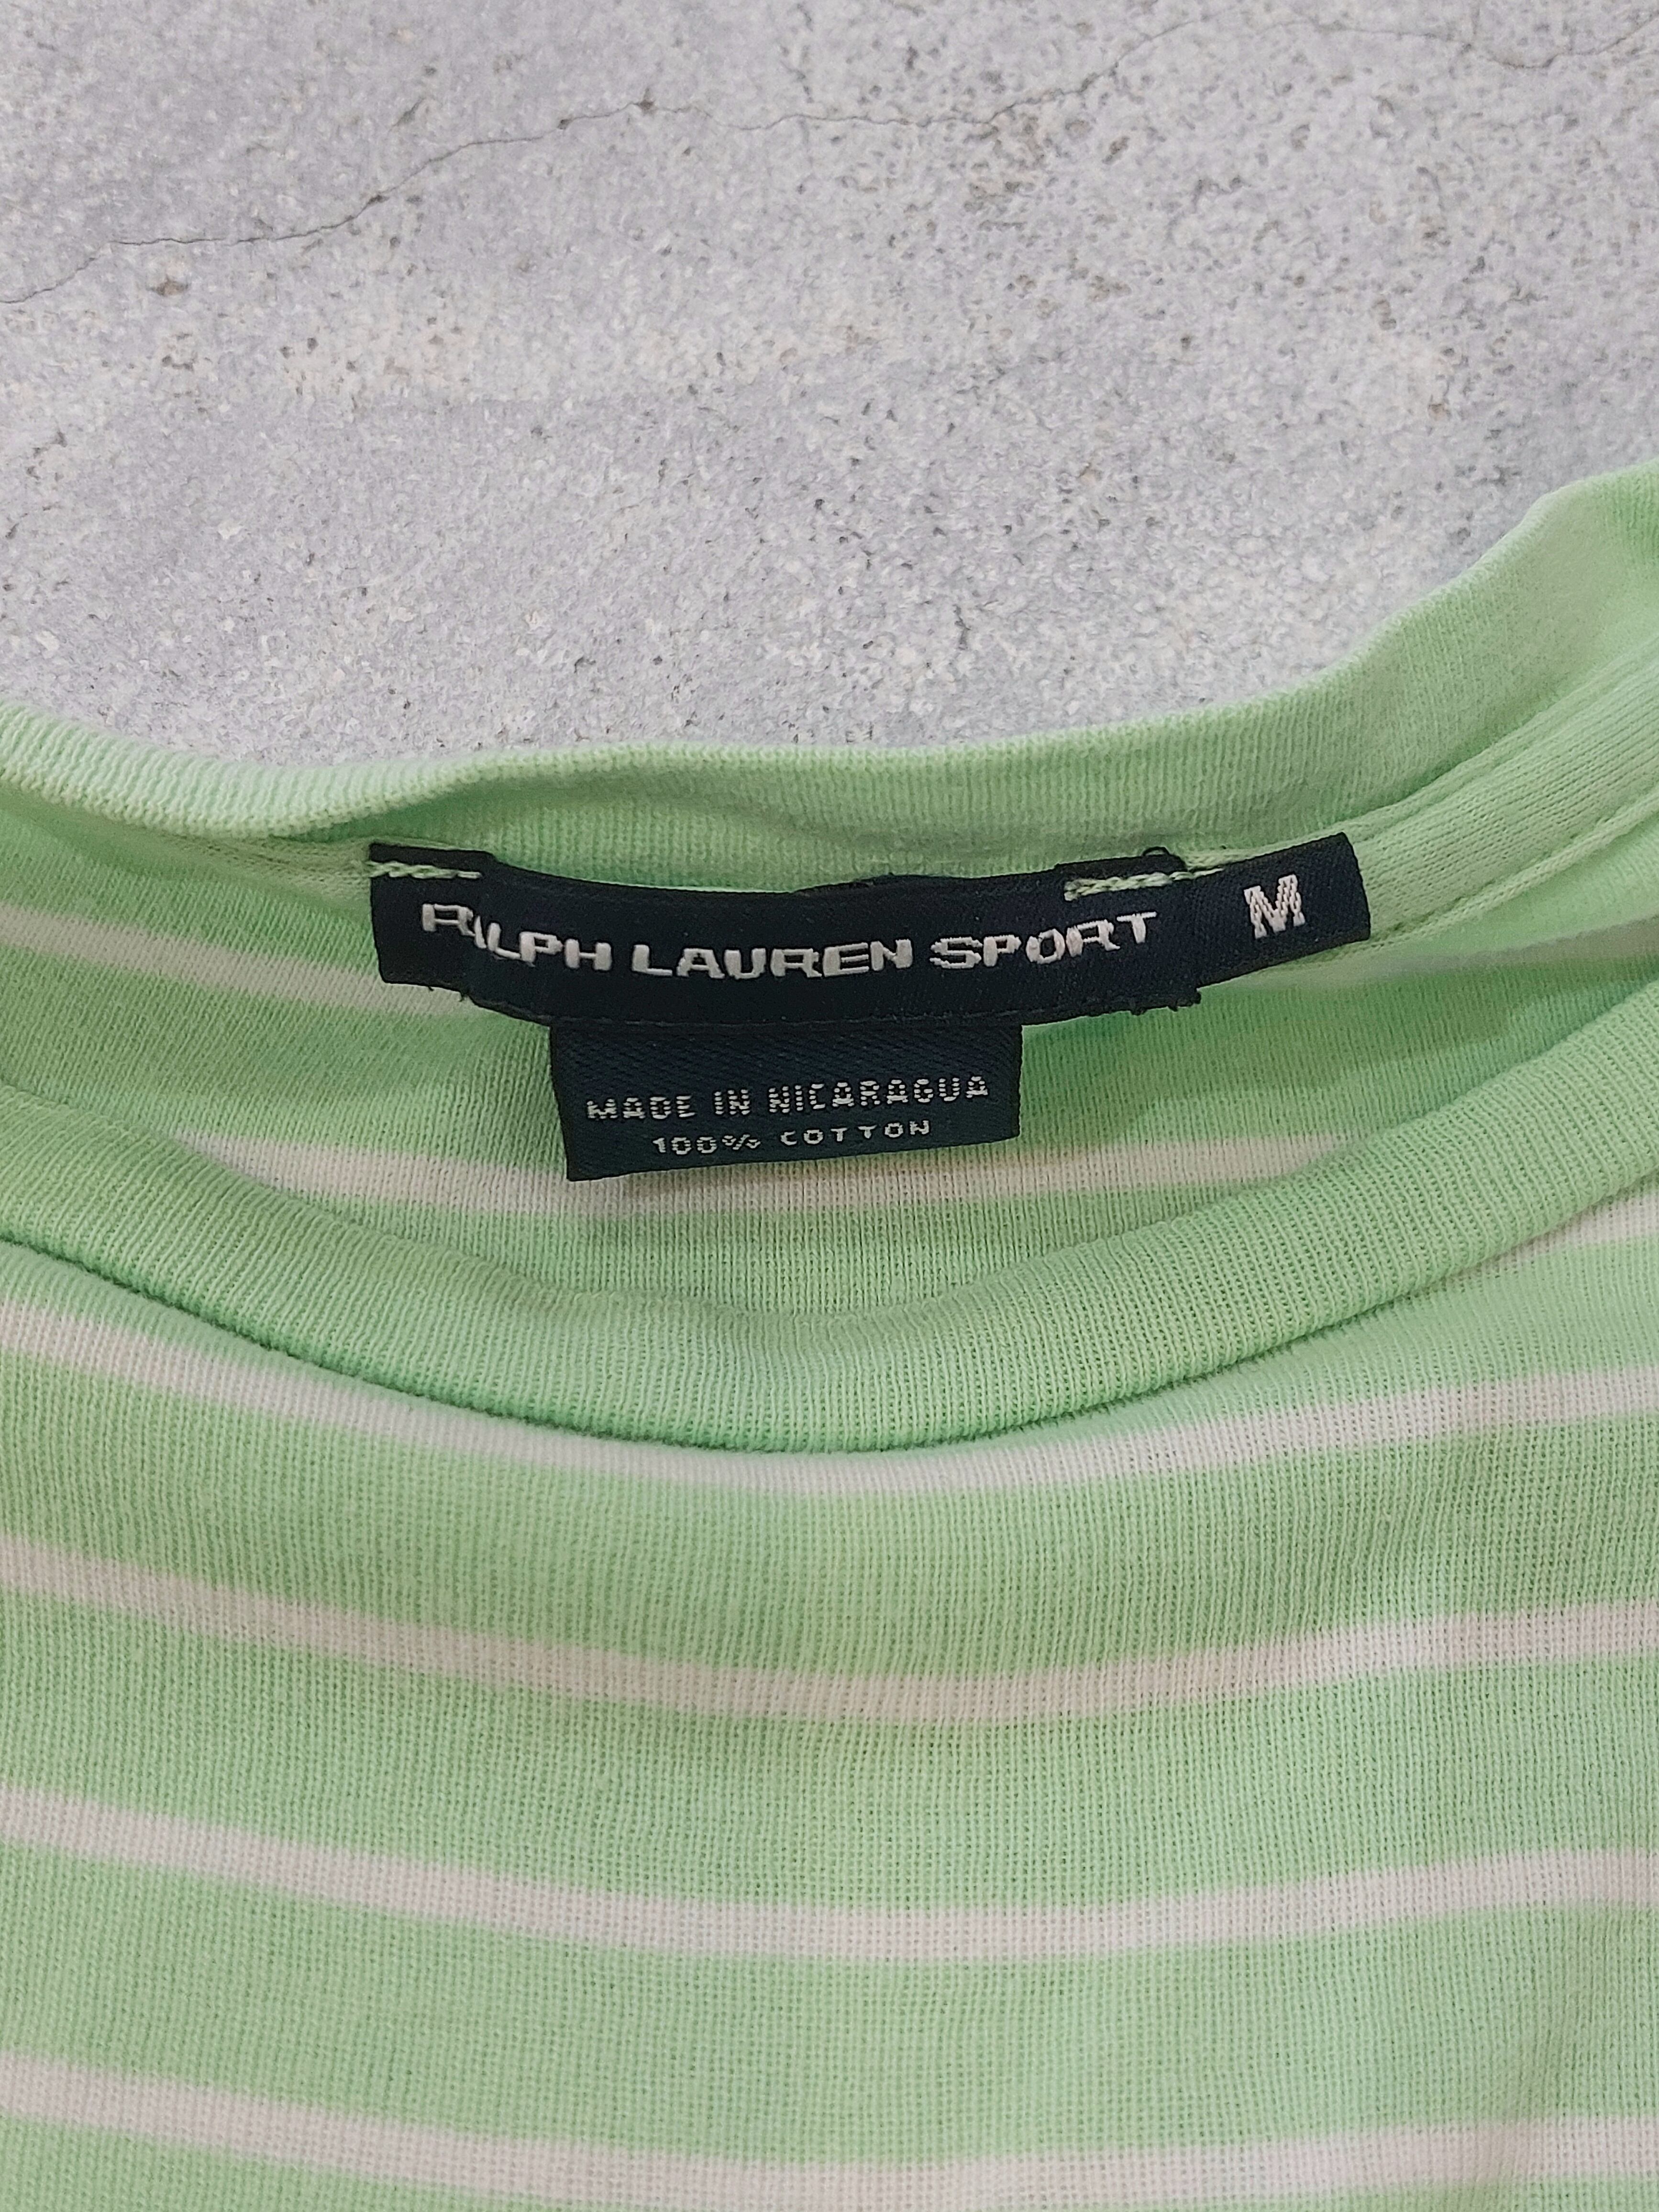 RALPH LAUREN SPORT M
MADE IN NICARAGUA
100% COTTON